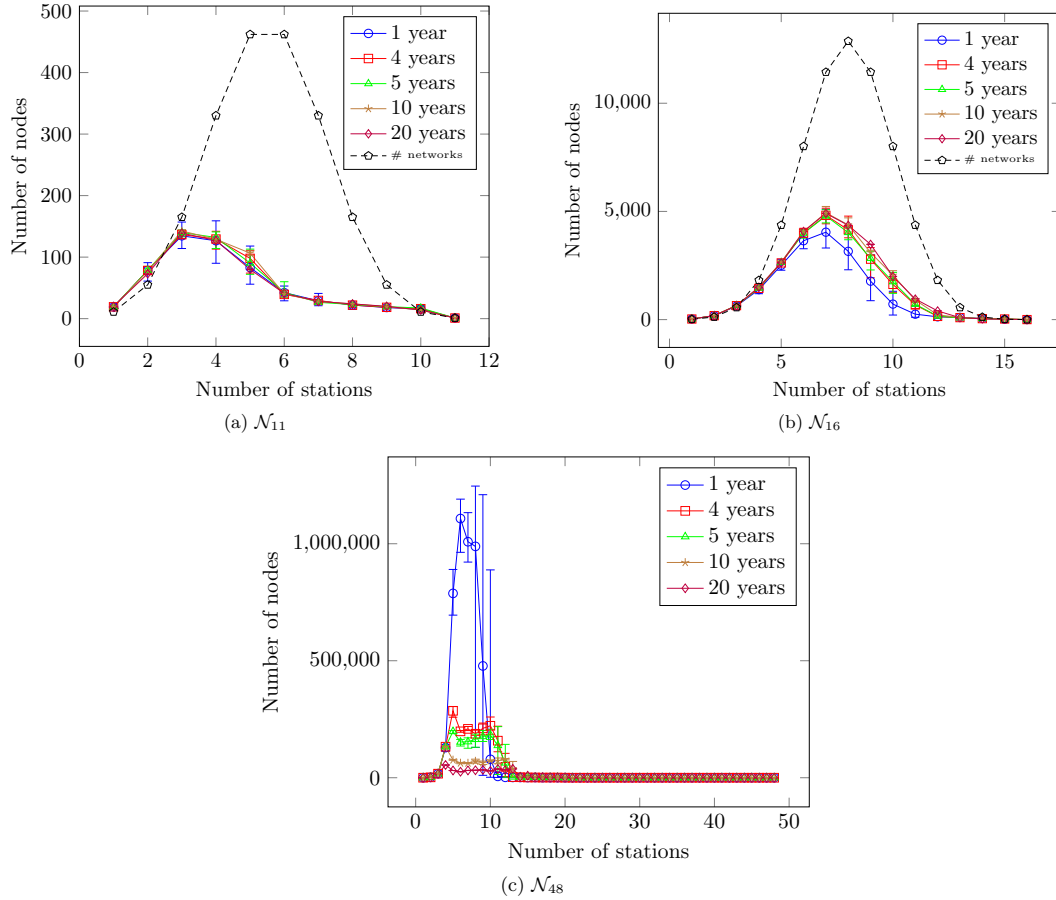 500
400
300
200
100
0
0
2
4
6
8
10
12
Number of nodes
Number of stations
1 year
4 years
5 years
10 years
20 years
# networks
(a) 𝒩11
10,000
5,000
0
0
5
10
15
Number of nodes
Number of stations
1 year
4 years
5 years
10 years
20 years
# networks
(b) 𝒩16
1,000,000
500,000
0
0
10
20
30
40
50
Number of nodes
Number of stations
1 year
4 years
5 years
10 years
20 years
(c) 𝒩48